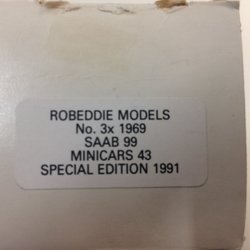 ROBEDDIE MODELS
No. 3x 1969
SAAB 99
MINICARS 43
SPECIAL EDITION 1991